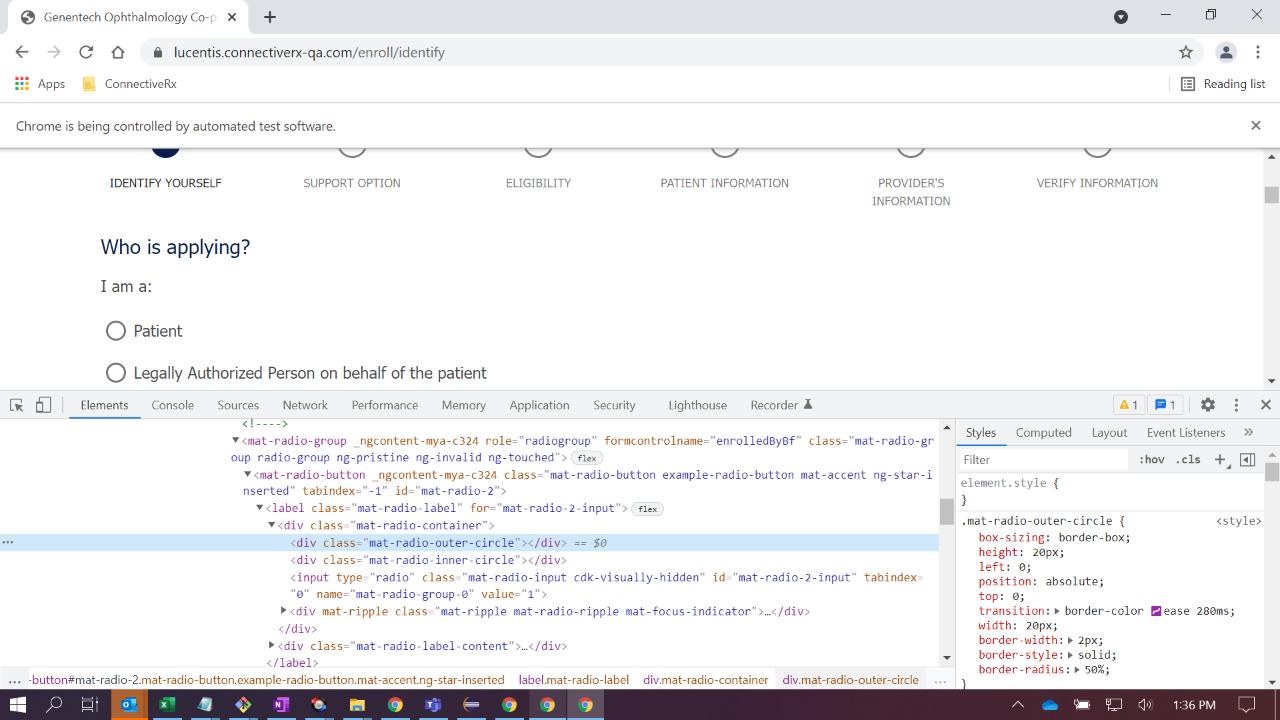 Genentech Ophthalmology Co-p
lucentis.connectiverx-qa.com/enroll/identify
Apps
ConnectiveRx
Reading list
Chrome is being controlled by automated test software.
IDENTIFY YOURSELF
SUPPORT OPTION
ELIGIBILITY
PATIENT INFORMATION
PROVIDER'S
INFORMATION
VERIFY INFORMATION
Who is applying?
I am a:
Patient
Legally Authorized Person on behalf of the patient
Elements Console Sources Network Performance Memory Application Security Lighthouse Recorder 1 1
<!---->
<mat-radio-group _ngcontent-mya-c324 role="radiogroup" formcontrolname="enrolledByBf" class="mat-radio-gr
oup radio-group ng-pristine ng-invalid ng-touched"> flex
<mat-radio-button _ngcontent-mya-c324 class="mat-radio-button example-radio-button mat-accent ng-star-i
nserted" tabindex="-1" id="mat-radio-2">
<label class="mat-radio-label" for="mat-radio-2-input"> flex
<div class="mat-radio-container">
<div class="mat-radio-outer-circle"></div> == $0
<div class="mat-radio-inner-circle"></div>
<input type="radio" class="mat-radio-input cdk-visually-hidden" id="mat-radio-2-input" tabindex=
"0" name="mat-radio-group-0" value="1">
<div mat-ripple class="mat-ripple mat-radio-ripple mat-focus-indicator">…</div>
</div>
<div class="mat-radio-label-content">…</div>
</label>
... -button#mat-radio-2.mat-radio-button.example-radio-button.mat-accent.ng-star-inserted label.mat-radio-label div.mat-radio-container div.mat-radio-outer-circle ...
Styles Computed Layout Event Listeners
Filter :hov .cls
element.style {
}
.mat-radio-outer-circle { <style>
box-sizing: border-box;
height: 20px;
left: 0;
position: absolute;
top: 0;
transition: border-color ease 280ms;
width: 20px;
border-width: 2px;
border-style: solid;
border-radius: 50%;
}
1:36 PM